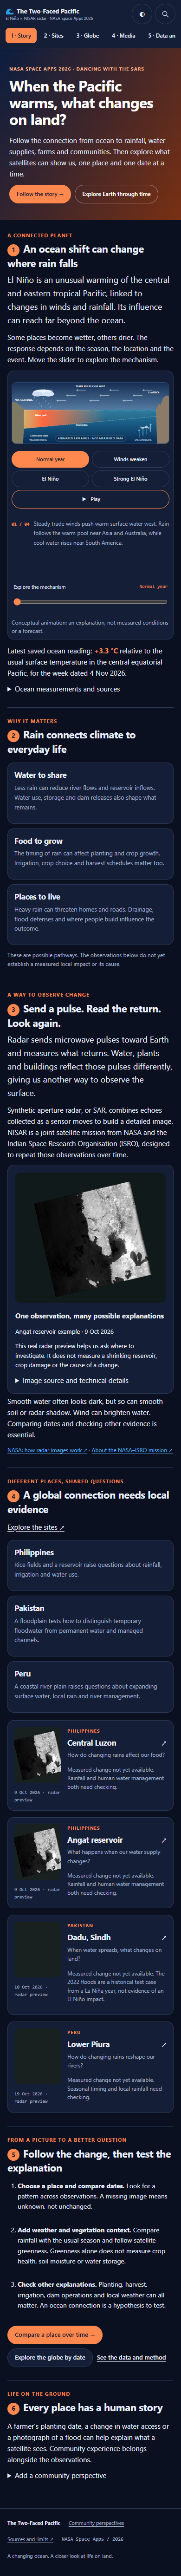 The Two-Faced Pacific
El Niño × NISAR radar · NASA Space Apps 2026
1 · Story
2 · Sites
3 · Globe
4 · Media
5 · Data an
NASA SPACE APPS 2026 · DANCING WITH THE SARS
When the Pacific
warms, what changes
on land?
Follow the connection from ocean to rainfall, water
supplies, farms and communities. Then explore what
satellites can show us, one place and one date at a
time.
Follow the story →
Explore Earth through time
A CONNECTED PLANET
1 An ocean shift can change
where rain falls
El Niño is an unusual warming of the central
and eastern tropical Pacific, linked to
changes in winds and rainfall. Its influence
can reach far beyond the ocean.
Some places become wetter, others drier. The
response depends on the season, the location and the
event. Move the slider to explore the mechanism.
Normal year
Winds weaken
El Niño
Strong El Niño
▶ Play
01 / 04
Steady trade winds push warm surface water west. Rain
follows the warm pool near Asia and Australia, while
cool water rises near South America.
Explore the mechanism
Normal year
Conceptual animation: an explanation, not measured conditions
or a forecast.
Latest saved ocean reading: +3.3 °C relative to the
usual surface temperature in the central equatorial
Pacific, for the week dated 4 Nov 2026.
▶ Ocean measurements and sources
WHY IT MATTERS
2 Rain connects climate to
everyday life
Water to share
Less rain can reduce river flows and reservoir inflows.
Water use, storage and dam releases also shape what
remains.
Food to grow
The timing of rain can affect planting and crop growth.
Irrigation, crop choice and harvest schedules matter too.
Places to live
Heavy rain can threaten homes and roads. Drainage,
flood defences and where people build influence the
outcome.
These are possible pathways. The observations below do not yet
establish a measured local impact or its cause.
A WAY TO OBSERVE CHANGE
3 Send a pulse. Read the return.
Look again.
Radar sends microwave pulses toward Earth
and measures what returns. Water, plants
and buildings reflect those pulses differently,
giving us another way to observe the
surface.
Synthetic aperture radar, or SAR, combines echoes
collected as a sensor moves to build a detailed image.
NISAR is a joint satellite mission from NASA and the
Indian Space Research Organisation (ISRO), designed
to repeat those observations over time.
One observation, many possible explanations
Angat reservoir example · 9 Oct 2026
This real radar preview helps us ask where to
investigate. It does not measure a shrinking reservoir,
crop damage or the cause of a change.
▶ Image source and technical details
Smooth water often looks dark, but so can smooth
soil or radar shadow. Wind can brighten water.
Comparing dates and checking other evidence is
essential.
NASA: how radar images work ↗ · About the NASA–ISRO mission ↗
DIFFERENT PLACES, SHARED QUESTIONS
4 A global connection needs local
evidence
Explore the sites ↗
Philippines
Rice fields and a reservoir raise questions about rainfall,
irrigation and water use.
Pakistan
A floodplain tests how to distinguish temporary
floodwater from permanent water and managed
channels.
Peru
A coastal river plain raises questions about expanding
surface water, local rain and river management.
PHILIPPINES
Central Luzon ↗
How do changing rains affect our food?
Measured change not yet available.
Rainfall and human water management
both need checking.
9 Oct 2026 · radar
preview
PHILIPPINES
Angat reservoir ↗
What happens when our water supply
changes?
Measured change not yet available.
Rainfall and human water management
both need checking.
9 Oct 2026 · radar
preview
PAKISTAN
Dadu, Sindh ↗
When water spreads, what changes on
land?
Measured change not yet available. The
2022 floods are a historical test case
from a La Niña year, not evidence of an
El Niño impact.
10 Oct 2026 ·
radar preview
PERU
Lower Piura ↗
How do changing rains reshape our
rivers?
Measured change not yet available.
Seasonal timing and local rainfall need
checking.
radar preview
FROM A PICTURE TO A BETTER QUESTION
5 Follow the change, then test the
explanation
1. Choose a place and compare dates. Look for a
pattern across observations. A missing image means
unknown, not unchanged.
2. Add weather and vegetation context. Compare
rainfall with the usual season and follow satellite
greenness. Greenness alone does not measure crop
health, soil moisture or water storage.
3. Check other explanations. Planting, harvest,
irrigation, dam operations and local weather can all
matter. An ocean connection is a hypothesis to test.
Compare a place over time →
Explore the globe by date
See the data and method
LIFE ON THE GROUND
6 Every place has a human story
A farmer's planting date, a change in water access or
a photograph of a flood can help explain what a
satellite sees. Community experience belongs
alongside the observations.
▶ Add a community perspective
The Two-Faced Pacific
Community perspectives
Sources and limits ↗
NASA Space Apps / 2026
A changing ocean. A closer look at life on land.